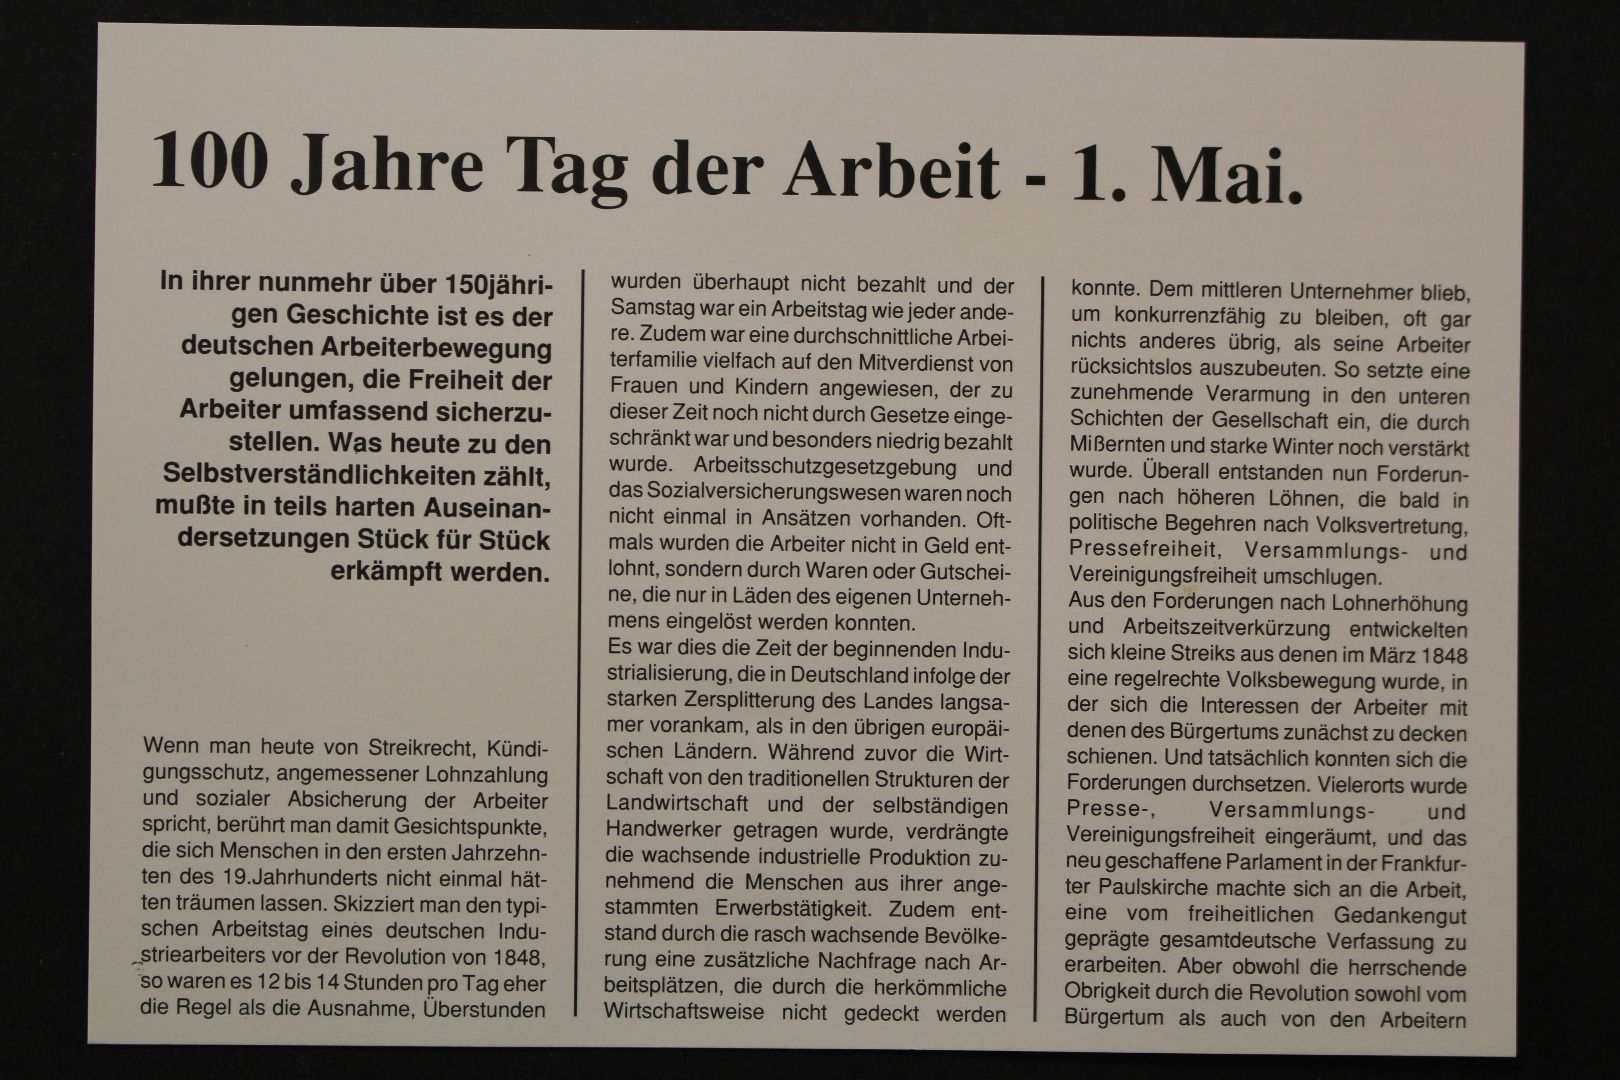 100 Jahre Tag der Arbeit - 1. Mai.
In ihrer nunmehr über 150jähri-
gen Geschichte ist es der
deutschen Arbeiterbewegung
gelungen, die Freiheit der
Arbeiter umfassend sicherzu-
stellen. Was heute zu den
Selbstverständlichkeiten zählt,
mußte in teils harten Auseinan-
dersetzungen Stück für Stück
erkämpft werden.
Wenn man heute von Streikrecht, Kündi-
gungsschutz, angemessener Lohnzahlung
und sozialer Absicherung der Arbeiter
spricht, berührt man damit Gesichtspunkte,
die sich Menschen in den ersten Jahrzehn-
ten des 19.Jahrhunderts nicht einmal hät-
ten träumen lassen. Skizziert man den typi-
schen Arbeitstag eines deutschen Indu-
striearbeiters vor der Revolution von 1848,
so waren es 12 bis 14 Stunden pro Tag eher
die Regel als die Ausnahme, Überstunden
wurden überhaupt nicht bezahlt und der
Samstag war ein Arbeitstag wie jeder ande-
re. Zudem war eine durchschnittliche Arbei-
terfamilie vielfach auf den Mitverdienst von
Frauen und Kindern angewiesen, der zu
dieser Zeit noch nicht durch Gesetze einge-
schränkt war und besonders niedrig bezahlt
wurde. Arbeitsschutzgesetzgebung und
das Sozialversicherungswesen waren noch
nicht einmal in Ansätzen vorhanden. Oft-
mals wurden die Arbeiter nicht in Geld ent-
lohnt, sondern durch Waren oder Gutschei-
ne, die nur in Läden des eigenen Unterneh-
mens eingelöst werden konnten.
Es war dies die Zeit der beginnenden Indu-
strialisierung, die in Deutschland infolge der
starken Zersplitterung des Landes langsa-
mer vorankam, als in den übrigen europäi-
schen Ländern. Während zuvor die Wirt-
schaft von den traditionellen Strukturen der
Landwirtschaft und der selbständigen
Handwerker getragen wurde, verdrängte
die wachsende industrielle Produktion zu-
nehmend die Menschen aus ihrer ange-
stammten Erwerbstätigkeit. Zudem ent-
stand durch die rasch wachsende Bevölke-
rung eine zusätzliche Nachfrage nach Ar-
beitsplätzen, die durch die herkömmliche
Wirtschaftsweise nicht gedeckt werden
konnte. Dem mittleren Unternehmer blieb,
um konkurrenzfähig zu bleiben, oft gar
nichts anderes übrig, als seine Arbeiter
rücksichtslos auszubeuten. So setzte eine
zunehmende Verarmung in den unteren
Schichten der Gesellschaft ein, die durch
Mißernten und starke Winter noch verstärkt
wurde. Überall entstanden nun Forderun-
gen nach höheren Löhnen, die bald in
politische Begehren nach Volksvertretung,
Pressefreiheit, Versammlungs- und
Vereinigungsfreiheit umschlugen.
Aus den Forderungen nach Lohnerhöhung
und Arbeitszeitverkürzung entwickelten
sich kleine Streiks aus denen im März 1848
eine regelrechte Volksbewegung wurde, in
der sich die Interessen der Arbeiter mit
denen des Bürgertums zunächst zu decken
schienen. Und tatsächlich konnten sich die
Forderungen durchsetzen. Vielerorts wurde
Presse-, Versammlungs- und
Vereinigungsfreiheit eingeräumt, und das
neu geschaffene Parlament in der Frankfur-
ter Paulskirche machte sich an die Arbeit,
eine vom freiheitlichen Gedankengut
geprägte gesamtdeutsche Verfassung zu
erarbeiten. Aber obwohl die herrschende
Obrigkeit durch die Revolution sowohl vom
Bürgertum als auch von den Arbeitern